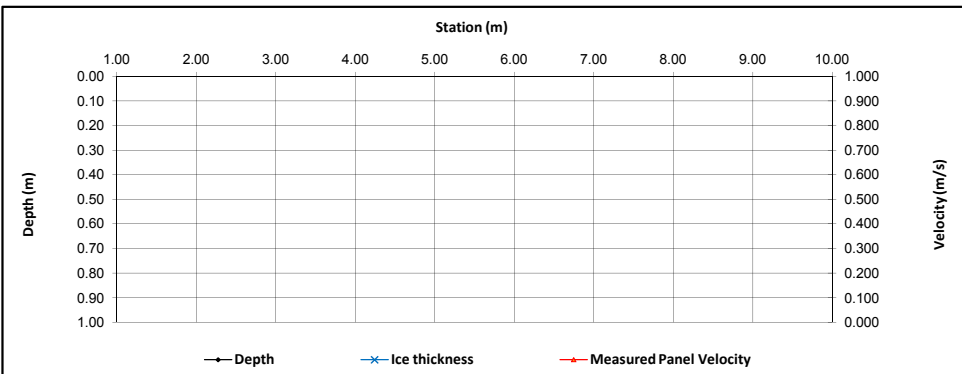 Station (m)
1.00 2.00 3.00 4.00 5.00 6.00 7.00 8.00 9.00 10.00
0.00 1.000
0.10 0.900
0.20 0.800
0.30 0.700
0.40 0.600
0.50 0.500
0.60 0.400
0.70 0.300
0.80 0.200
0.90 0.100
1.00 0.000
Depth (m)
Velocity (m/s)
Depth Ice thickness Measured Panel Velocity